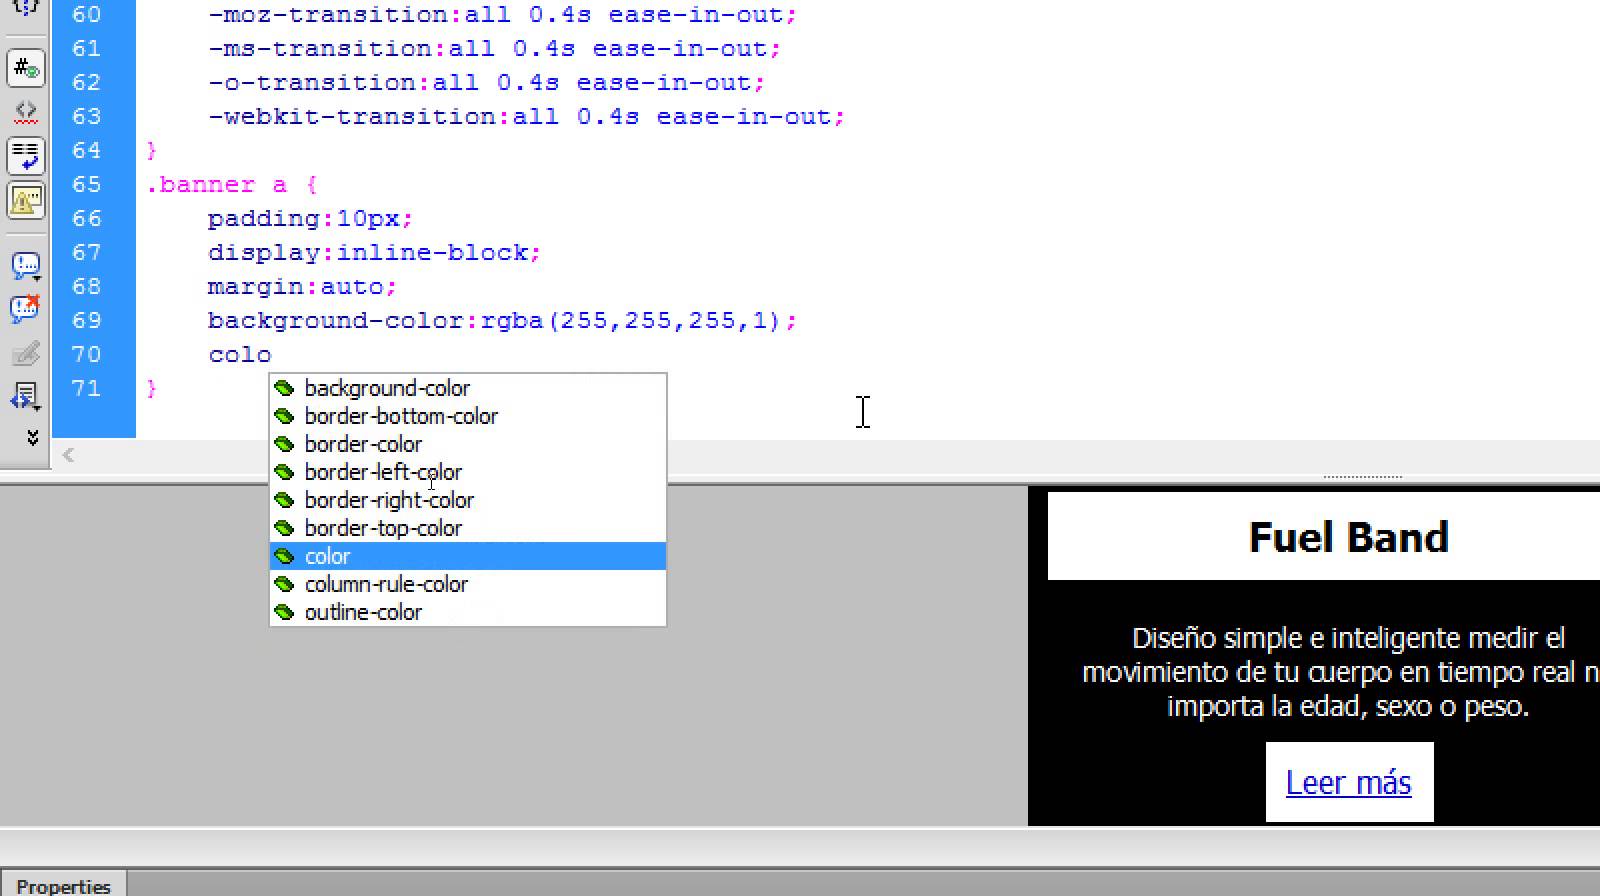 60 -moz-transition:all 0.4s ease-in-out;
61 -ms-transition:all 0.4s ease-in-out;
62 -o-transition:all 0.4s ease-in-out;
63 -webkit-transition:all 0.4s ease-in-out;
64 }
65 .banner a {
66 padding:10px;
67 display:inline-block;
68 margin:auto;
69 background-color:rgba(255,255,255,1);
70 colo
71 }
background-color
border-bottom-color
border-color
border-left-color
border-right-color
border-top-color
color
column-rule-color
outline-color
Fuel Band
Diseño simple e inteligente medir el
movimiento de tu cuerpo en tiempo real n
importa la edad, sexo o peso.
Leer más
Properties